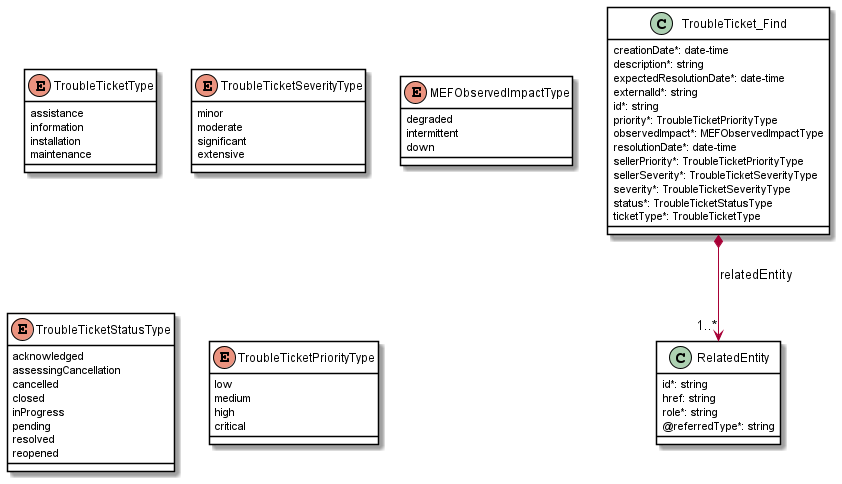 E TroubleTicketType
assistance
information
installation
maintenance
E TroubleTicketSeverityType
minor
moderate
significant
extensive
E MEFObservedImpactType
degraded
intermittent
down
C TroubleTicket_Find
creationDate*: date-time
description*: string
expectedResolutionDate*: date-time
externalId*: string
id*: string
priority*: TroubleTicketPriorityType
observedImpact*: MEFObservedImpactType
resolutionDate*: date-time
sellerPriority*: TroubleTicketPriorityType
sellerSeverity*: TroubleTicketSeverityType
severity*: TroubleTicketSeverityType
status*: TroubleTicketStatusType
ticketType*: TroubleTicketType
relatedEntity
1..*
E TroubleTicketStatusType
acknowledged
assessingCancellation
cancelled
closed
inProgress
pending
resolved
reopened
E TroubleTicketPriorityType
low
medium
high
critical
C RelatedEntity
id*: string
href: string
role*: string
@referredType*: string